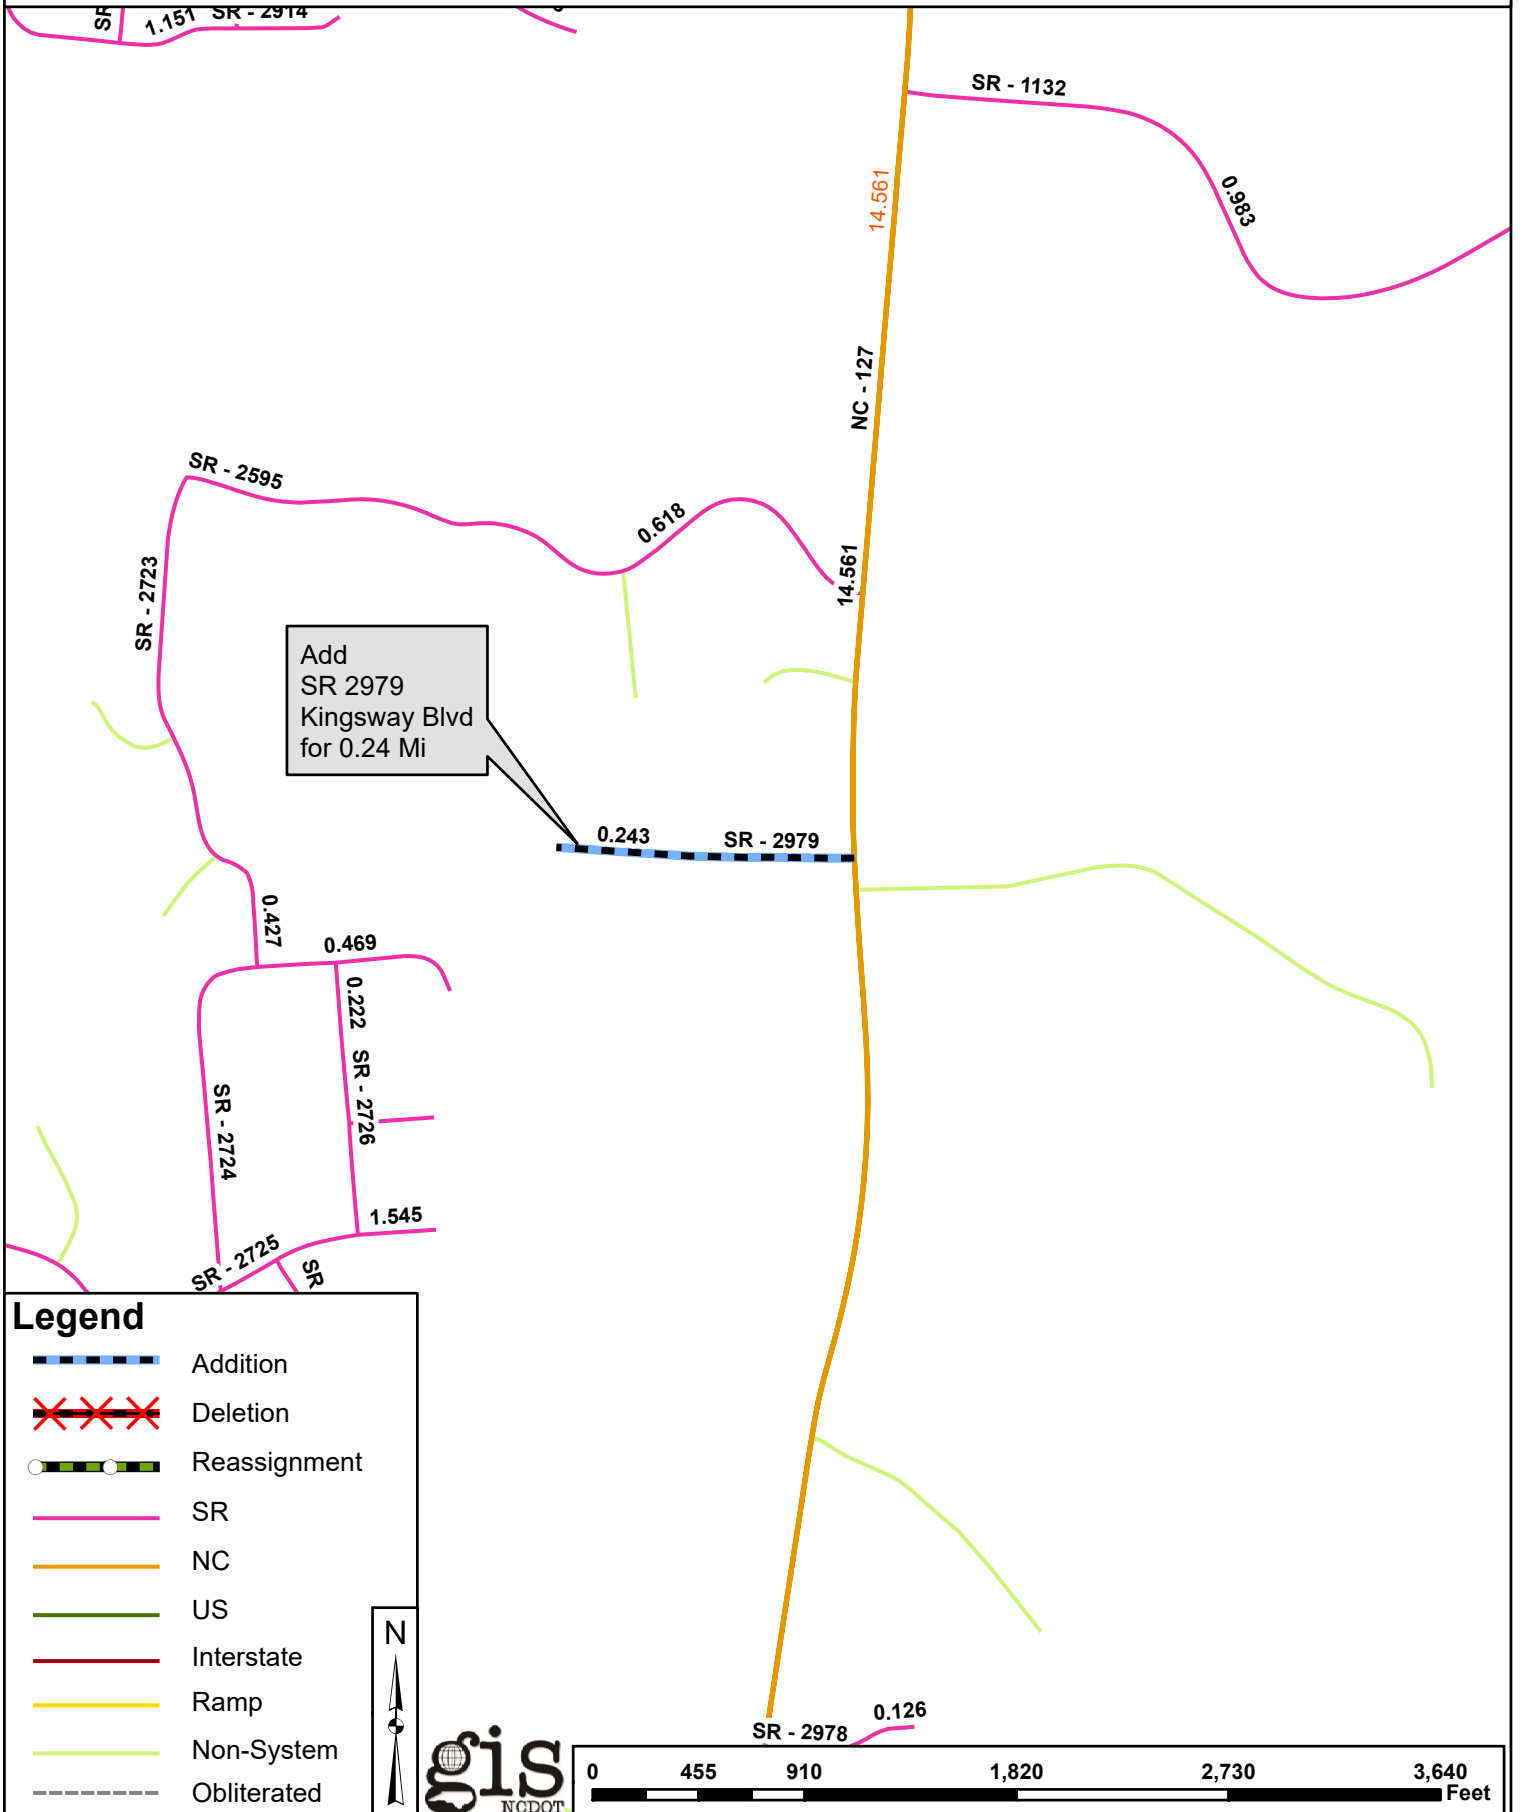 SR
1.151
SR - 2914
SR - 1132
0.983
14.561
NC - 127
SR - 2595
0.618
14.561
SR - 2723
Add
SR 2979
Kingsway Blvd
for 0.24 Mi
0.243
SR - 2979
0.427
0.469
0.222
SR - 2726
SR - 2724
1.545
SR - 2725
SR
Legend
Addition
Deletion
Reassignment
SR
NC
US
Interstate
Ramp
Non-System
Obliterated
N
gis
NCDOT
0.126
SR - 2978
0 455 910 1,820 2,730 3,640
Feet